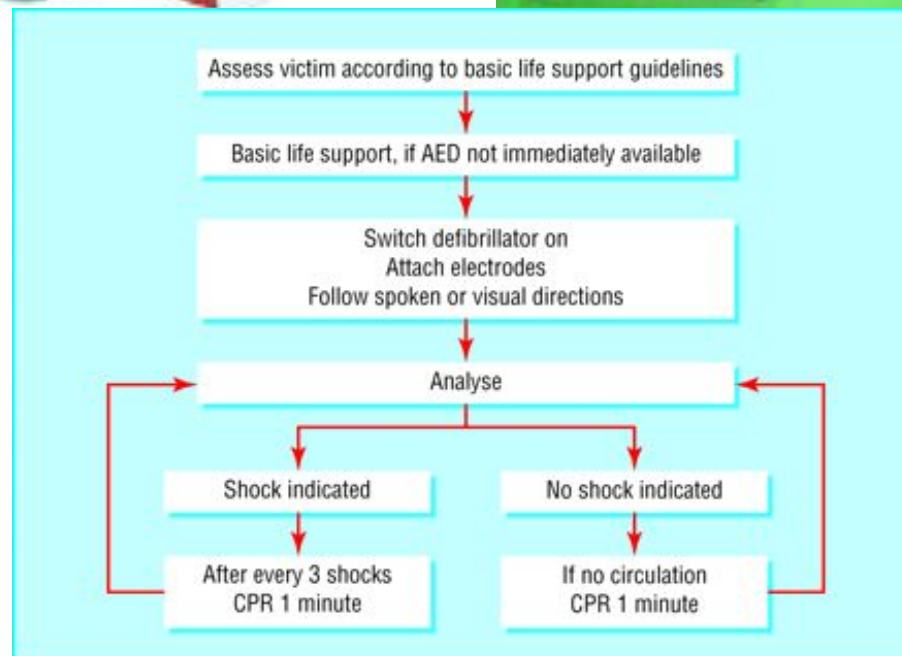 Assess victim according to basic life support guidelines
Basic life support, if AED not immediately available
Switch defibrillator on
Attach electrodes
Follow spoken or visual directions
Analyse
Shock indicated
No shock indicated
After every 3 shocks
CPR 1 minute
If no circulation
CPR 1 minute